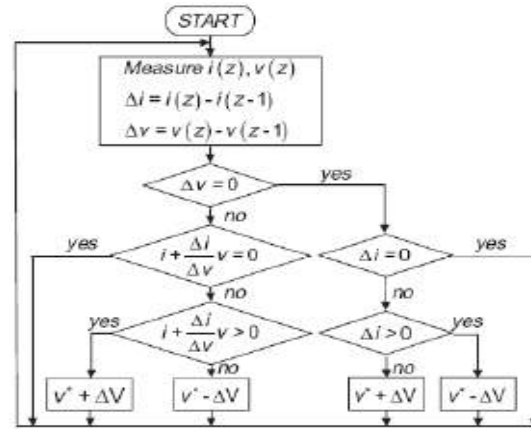 START
Measure i(z), v(z)
Δi = i(z) - i(z-1)
Δv = v(z) - v(z-1)
Δv = 0
yes
no
yes
i + Δi/Δv v = 0
Δi = 0
yes
no
no
yes
i + Δi/Δv v > 0
Δi > 0
yes
no
no
v* + ΔV
v* - ΔV
v* + ΔV
v* - ΔV